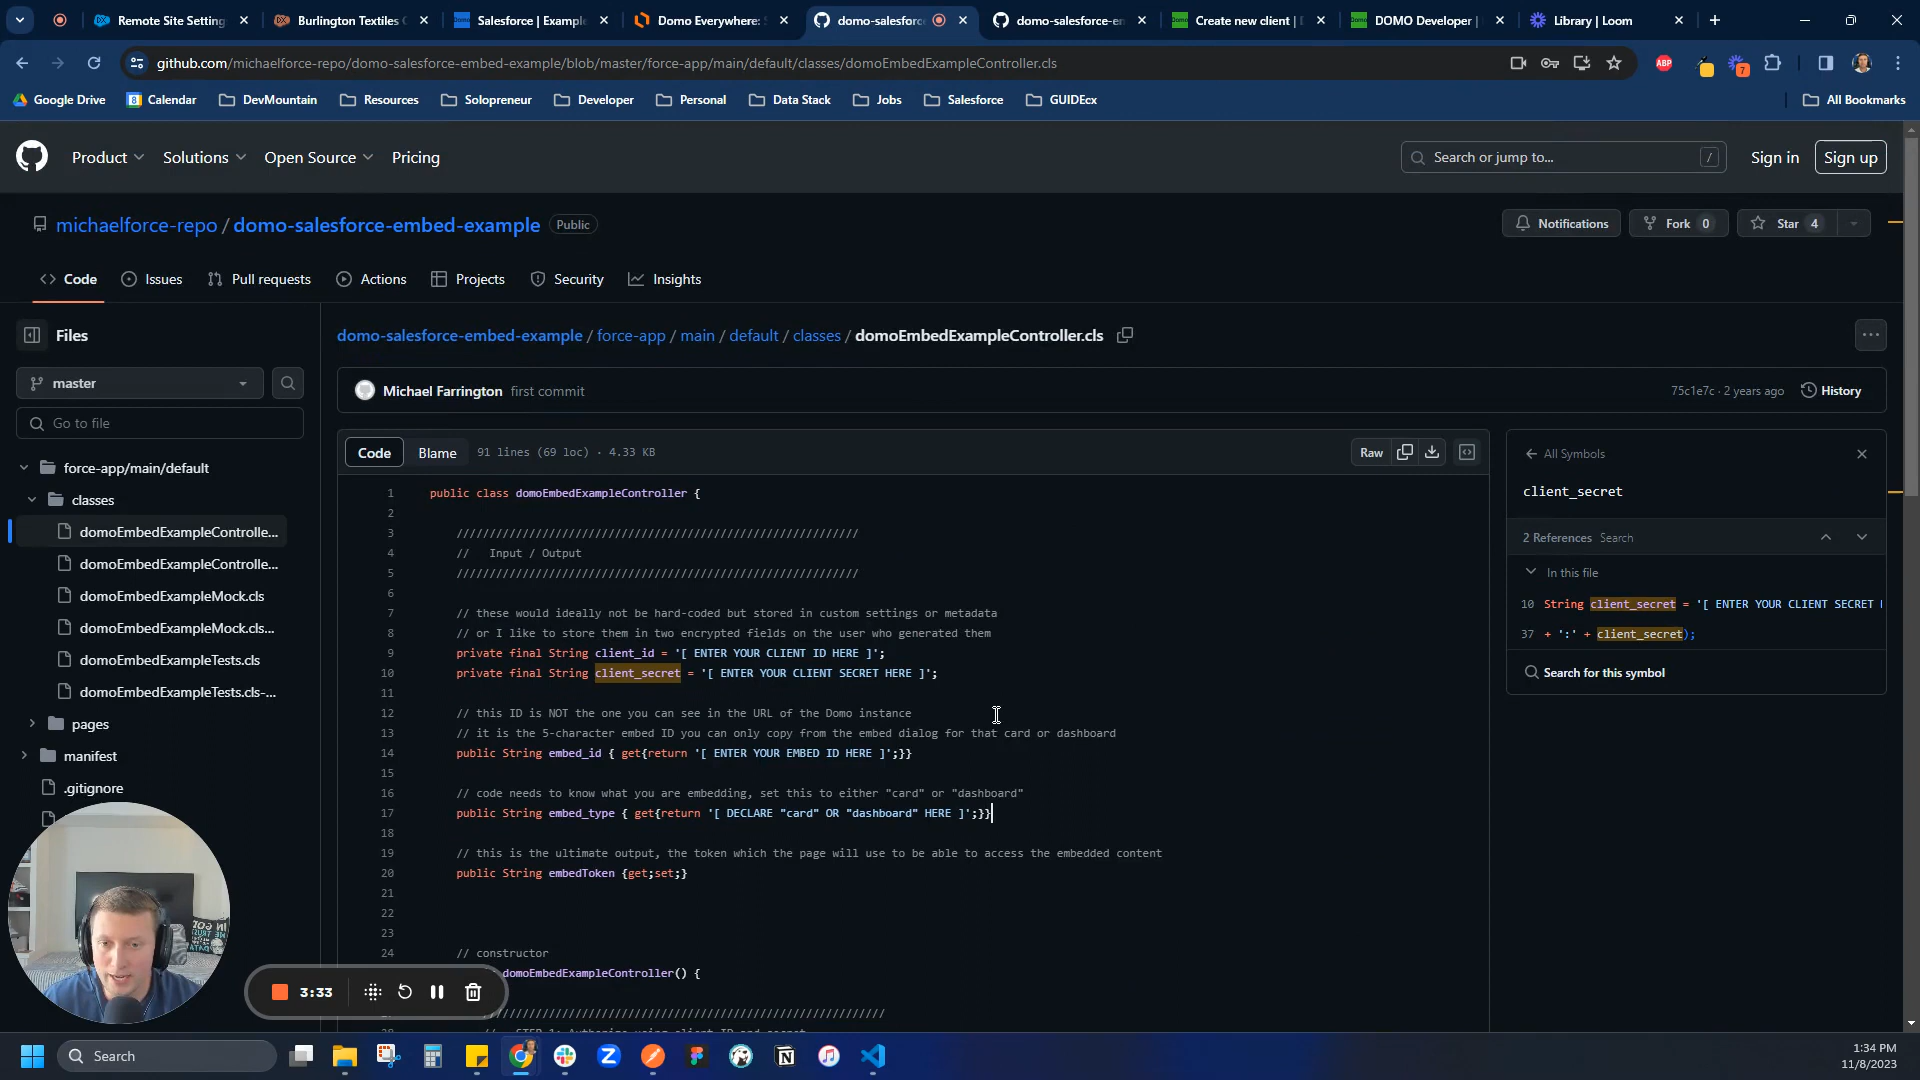 Remote Site Setting
Burlington Textiles C
Salesforce | Example
Domo Everywhere:
domo-salesforc
domo-salesforce-en
Create new client |
DOMO Developer |
Library | Loom
github.com/michaelforce-repo/domo-salesforce-embed-example/blob/master/force-app/main/default/classes/domoEmbedExampleController.cls
ABP
7
Google Drive
8 Calendar
DevMountain
Resources
Solopreneur
Developer
Personal
Data Stack
Jobs
Salesforce
GUIDEcx
All Bookmarks
Product
Solutions
Open Source
Pricing
Search or jump to...
/
Sign in
Sign up
michaelforce-repo / domo-salesforce-embed-example
Public
Notifications
Fork 0
Star 4
Code
Issues
Pull requests
Actions
Projects
Security
Insights
Files
master
Go to file
force-app/main/default
classes
domoEmbedExampleControlle...
domoEmbedExampleControlle...
domoEmbedExampleMock.cls
domoEmbedExampleMock.cls...
domoEmbedExampleTests.cls
domoEmbedExampleTests.cls-...
pages
manifest
.gitignore
domo-salesforce-embed-example / force-app / main / default / classes / domoEmbedExampleController.cls
Michael Farrington first commit
75c1e7c · 2 years ago
History
Code
Blame
91 lines (69 loc) · 4.33 KB
Raw
1 public class domoEmbedExampleController {
2
3 /////////////////////////////////////////////////////////////
4 // Input / Output
5 /////////////////////////////////////////////////////////////
6
7 // these would ideally not be hard-coded but stored in custom settings or metadata
8 // or I like to store them in two encrypted fields on the user who generated them
9 private final String client_id = '[ ENTER YOUR CLIENT ID HERE ]';
10 private final String client_secret = '[ ENTER YOUR CLIENT SECRET HERE ]';
11
12 // this ID is NOT the one you can see in the URL of the Domo instance
13 // it is the 5-character embed ID you can only copy from the embed dialog for that card or dashboard
14 public String embed_id { get{return '[ ENTER YOUR EMBED ID HERE ]';}}
15
16 // code needs to know what you are embedding, set this to either "card" or "dashboard"
17 public String embed_type { get{return '[ DECLARE "card" OR "dashboard" HERE ]';}}
18
19 // this is the ultimate output, the token which the page will use to be able to access the embedded content
20 public String embedToken {get;set;}
21
22
23
24 // constructor
domoEmbedExampleController() {
/////////////////////////////////////////////////////////////
// STEP 1: Authorize using client ID and secret
All Symbols
client_secret
2 References Search
In this file
10 String client_secret = '[ ENTER YOUR CLIENT SECRET
37 + ':' + client_secret);
Search for this symbol
3:33
Search
1:34 PM
11/8/2023